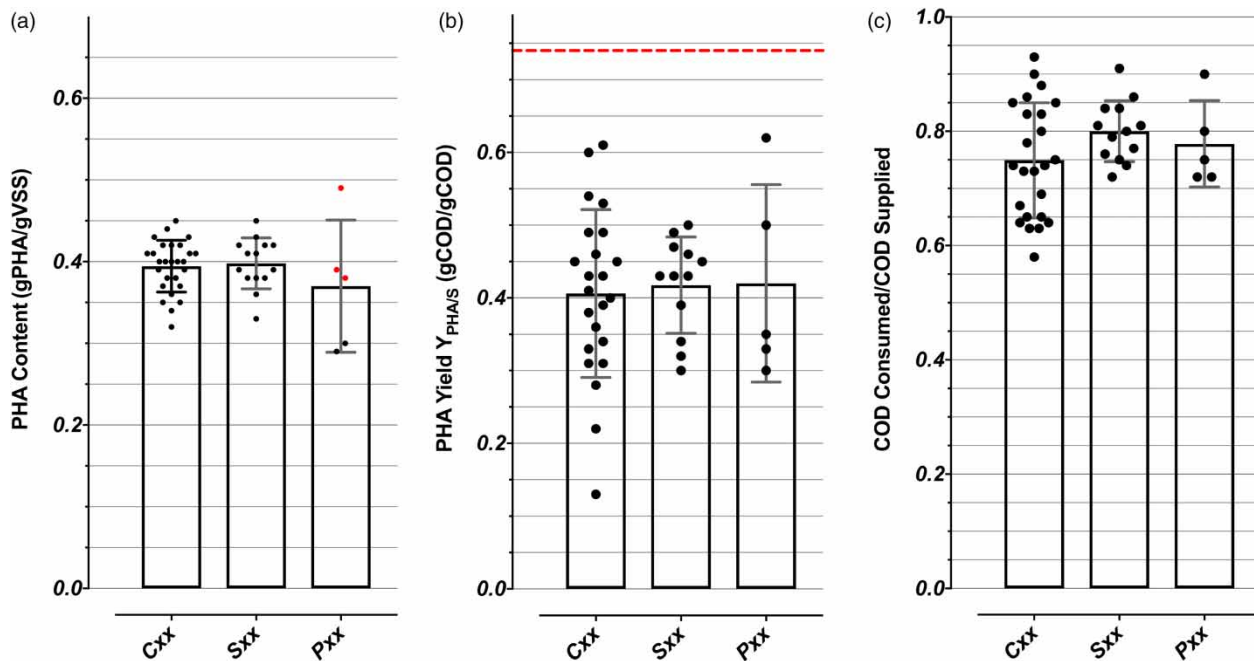 (a)
PHA Content (gPHA/gVSS)
0.6
0.4
0.2
0.0
Cxx
Sxx
Pxx
(b)
PHA Yield Y_PHA/S (gCOD/gCOD)
0.6
0.4
0.2
0.0
Cxx
Sxx
Pxx
(c)
COD Consumed/COD Supplied
1.0
0.8
0.6
0.4
0.2
0.0
Cxx
Sxx
Pxx